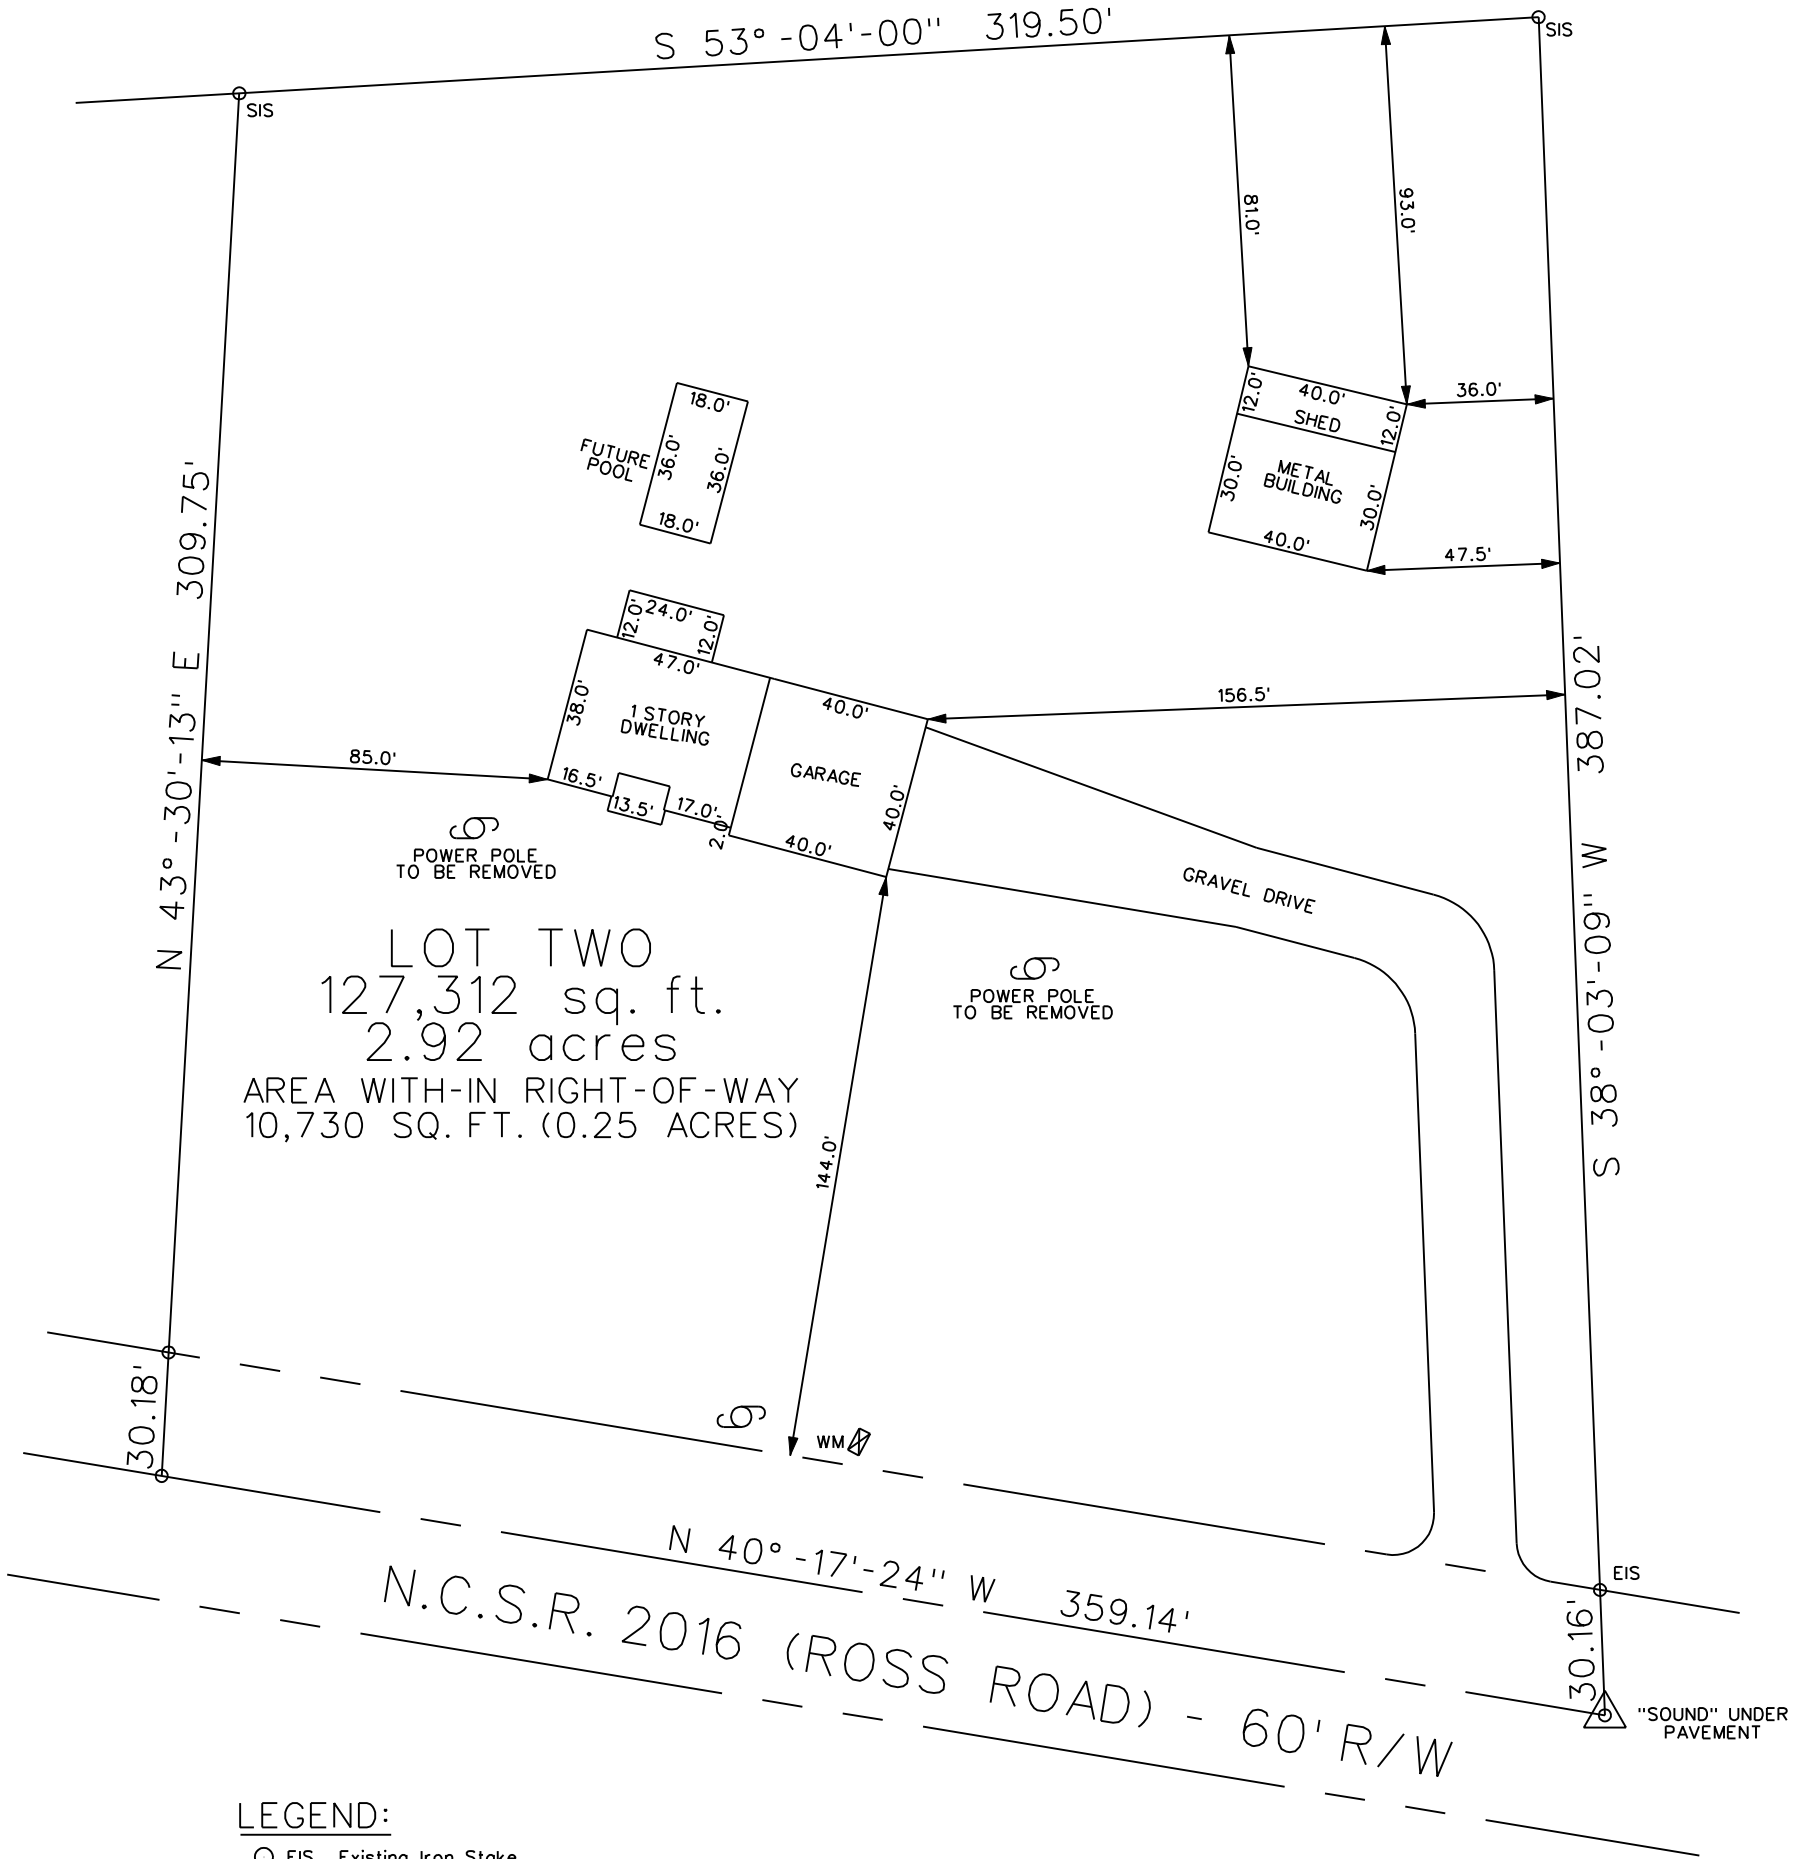 S 53°-04'-00" 319.50'
SIS
SIS
81.0'
93.0'
36.0'
12.0'
40.0'
SHED
12.0'
METAL
BUILDING
30.0'
30.0'
40.0'
47.5'
18.0'
FUTURE
POOL
36.0'
36.0'
18.0'
N 43°-30'-13" E 309.75'
S 38°-03'-09" W 387.02'
24.0'
12.0'
12.0'
47.0'
38.0'
1 STORY
DWELLING
40.0'
156.5'
GARAGE
85.0'
16.5'
13.5'
17.0'
2.0'
40.0'
40.0'
POWER POLE
TO BE REMOVED
GRAVEL DRIVE
LOT TWO
127,312 sq. ft.
2.92 acres
AREA WITH-IN RIGHT-OF-WAY
10,730 SQ. FT. (0.25 ACRES)
POWER POLE
TO BE REMOVED
144.0'
30.18'
WM
N 40°-17'-24" W 359.14'
N.C.S.R. 2016 (ROSS ROAD) - 60' R/W
EIS
30.16'
"SOUND" UNDER
PAVEMENT
LEGEND:
EIS Existing Iron Stake